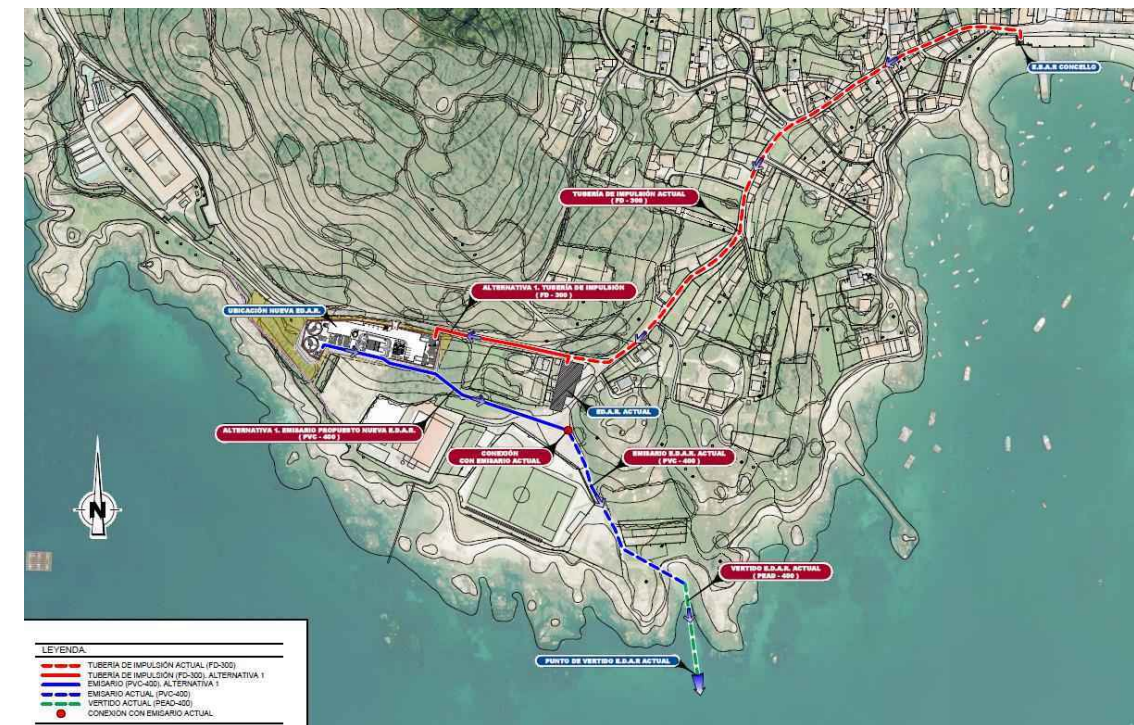 E.B.A.R CONCELLO
TUBERÍA DE IMPULSIÓN ACTUAL
( FD - 300 )
ALTERNATIVA 1. TUBERÍA DE IMPULSIÓN
( FD - 300 )
UBICACIÓN NUEVA ED.A.R.
ED.A.R. ACTUAL
ALTERNATIVA 1. EMISARIO PROPUESTO NUEVA E.D.A.R.
( PVC - 400 )
CONEXIÓN
CON EMISARIO ACTUAL
EMISARIO E.D.A.R. ACTUAL
( PVC - 400 )
N
VERTIDO E.D.A.R. ACTUAL
( PEAD - 400 )
PUNTO DE VERTIDO E.D.A.R ACTUAL
LEYENDA.
TUBERÍA DE IMPULSIÓN ACTUAL (FD-300)
TUBERÍA DE IMPULSIÓN (FD-300). ALTERNATIVA 1
EMISARIO (PVC-400). ALTERNATIVA 1
EMISARIO ACTUAL (PVC-400)
VERTIDO ACTUAL (PEAD-400)
CONEXIÓN CON EMISARIO ACTUAL